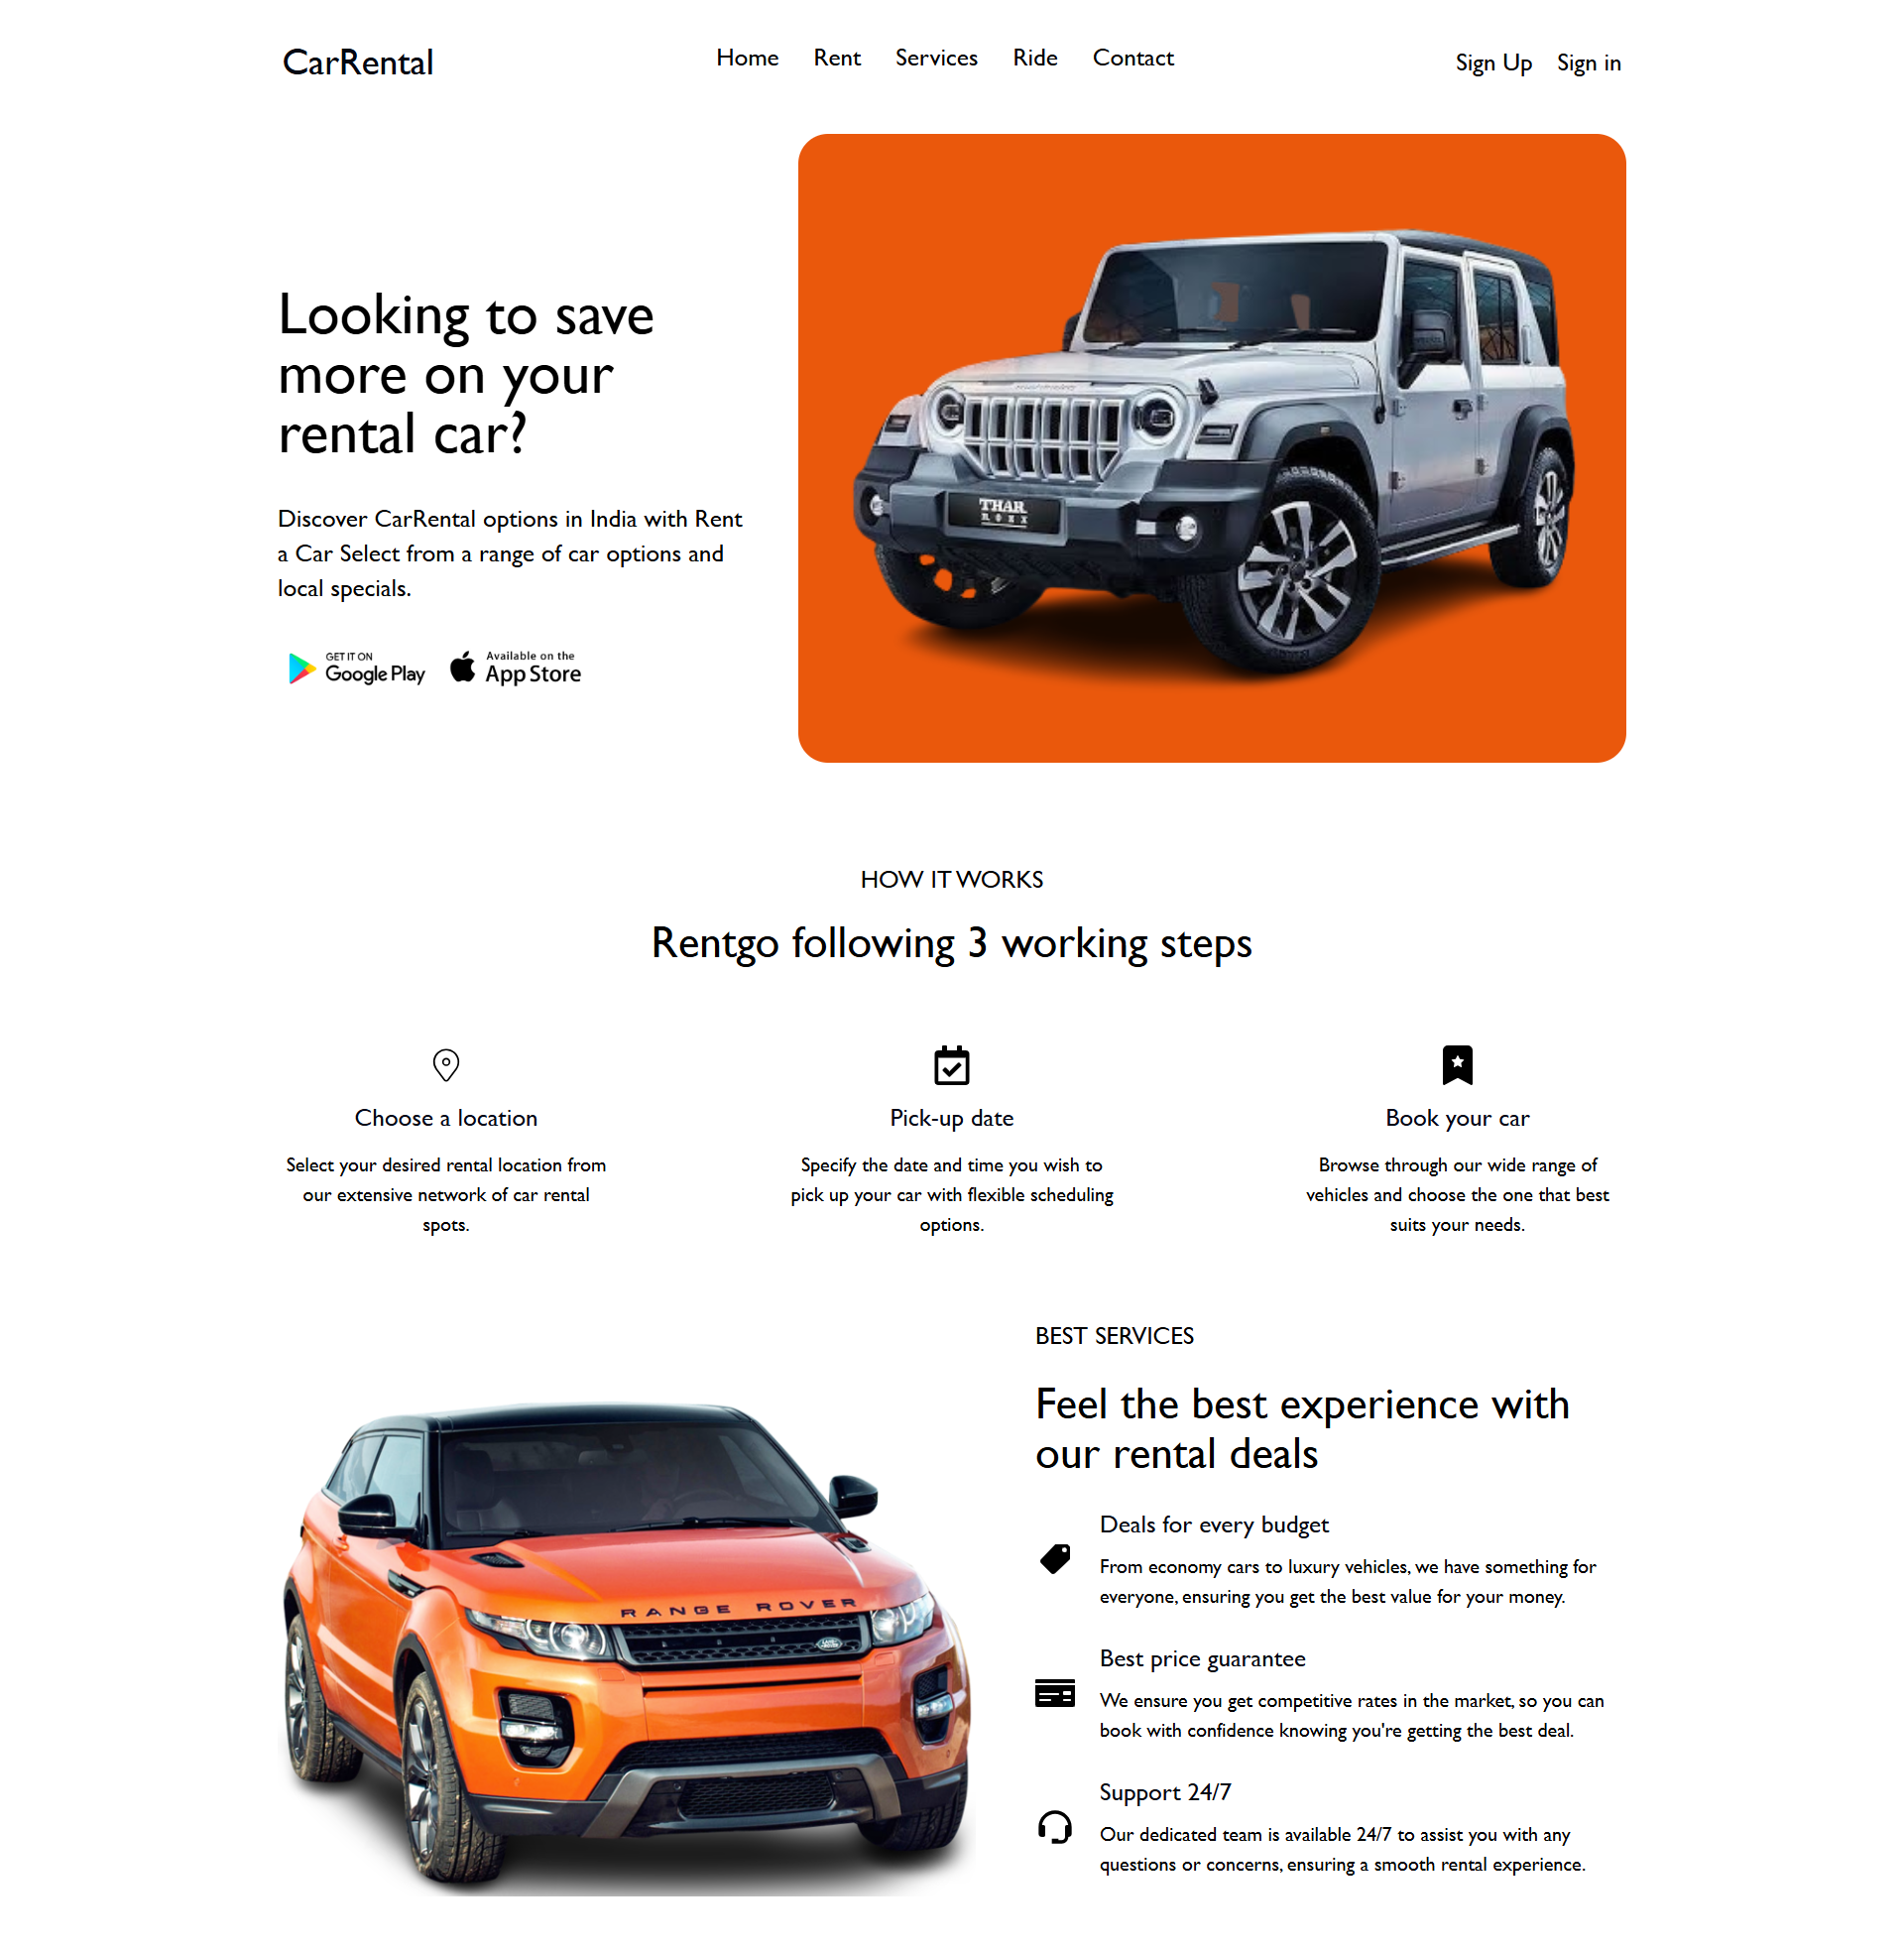 CarRental
Home Rent Services Ride Contact
Sign Up Sign in
Looking to save
more on your
rental car?
Discover CarRental options in India with Rent
a Car Select from a range of car options and
local specials.
GET IT ON
Google Play
Available on the
App Store
THAR
ROXX
HOW IT WORKS
Rentgo following 3 working steps
Choose a location
Select your desired rental location from
our extensive network of car rental
spots.
Pick-up date
Specify the date and time you wish to
pick up your car with flexible scheduling
options.
Book your car
Browse through our wide range of
vehicles and choose the one that best
suits your needs.
RANGE ROVER
BEST SERVICES
Feel the best experience with
our rental deals
Deals for every budget
From economy cars to luxury vehicles, we have something for
everyone, ensuring you get the best value for your money.
Best price guarantee
We ensure you get competitive rates in the market, so you can
book with confidence knowing you're getting the best deal.
Support 24/7
Our dedicated team is available 24/7 to assist you with any
questions or concerns, ensuring a smooth rental experience.